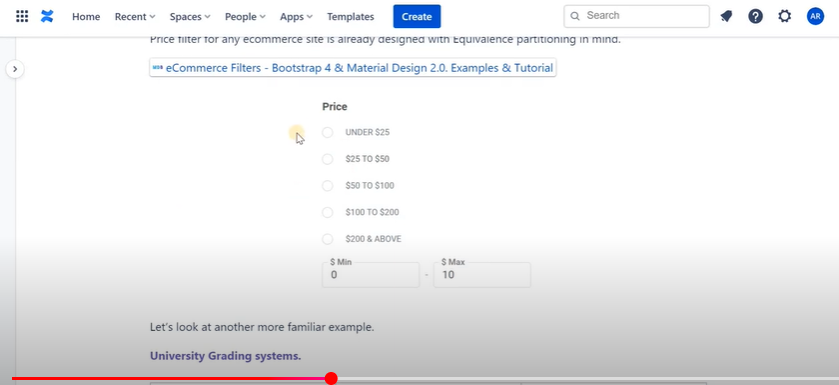 Home Recent Spaces People Apps Templates Create Search AR
Price filter for any ecommerce site is already designed with Equivalence partitioning in mind.
eCommerce Filters - Bootstrap 4 & Material Design 2.0. Examples & Tutorial
Price
UNDER $25
$25 TO $50
$50 TO $100
$100 TO $200
$200 & ABOVE
$ Min $ Max
0 - 10
Let's look at another more familiar example.
University Grading systems.